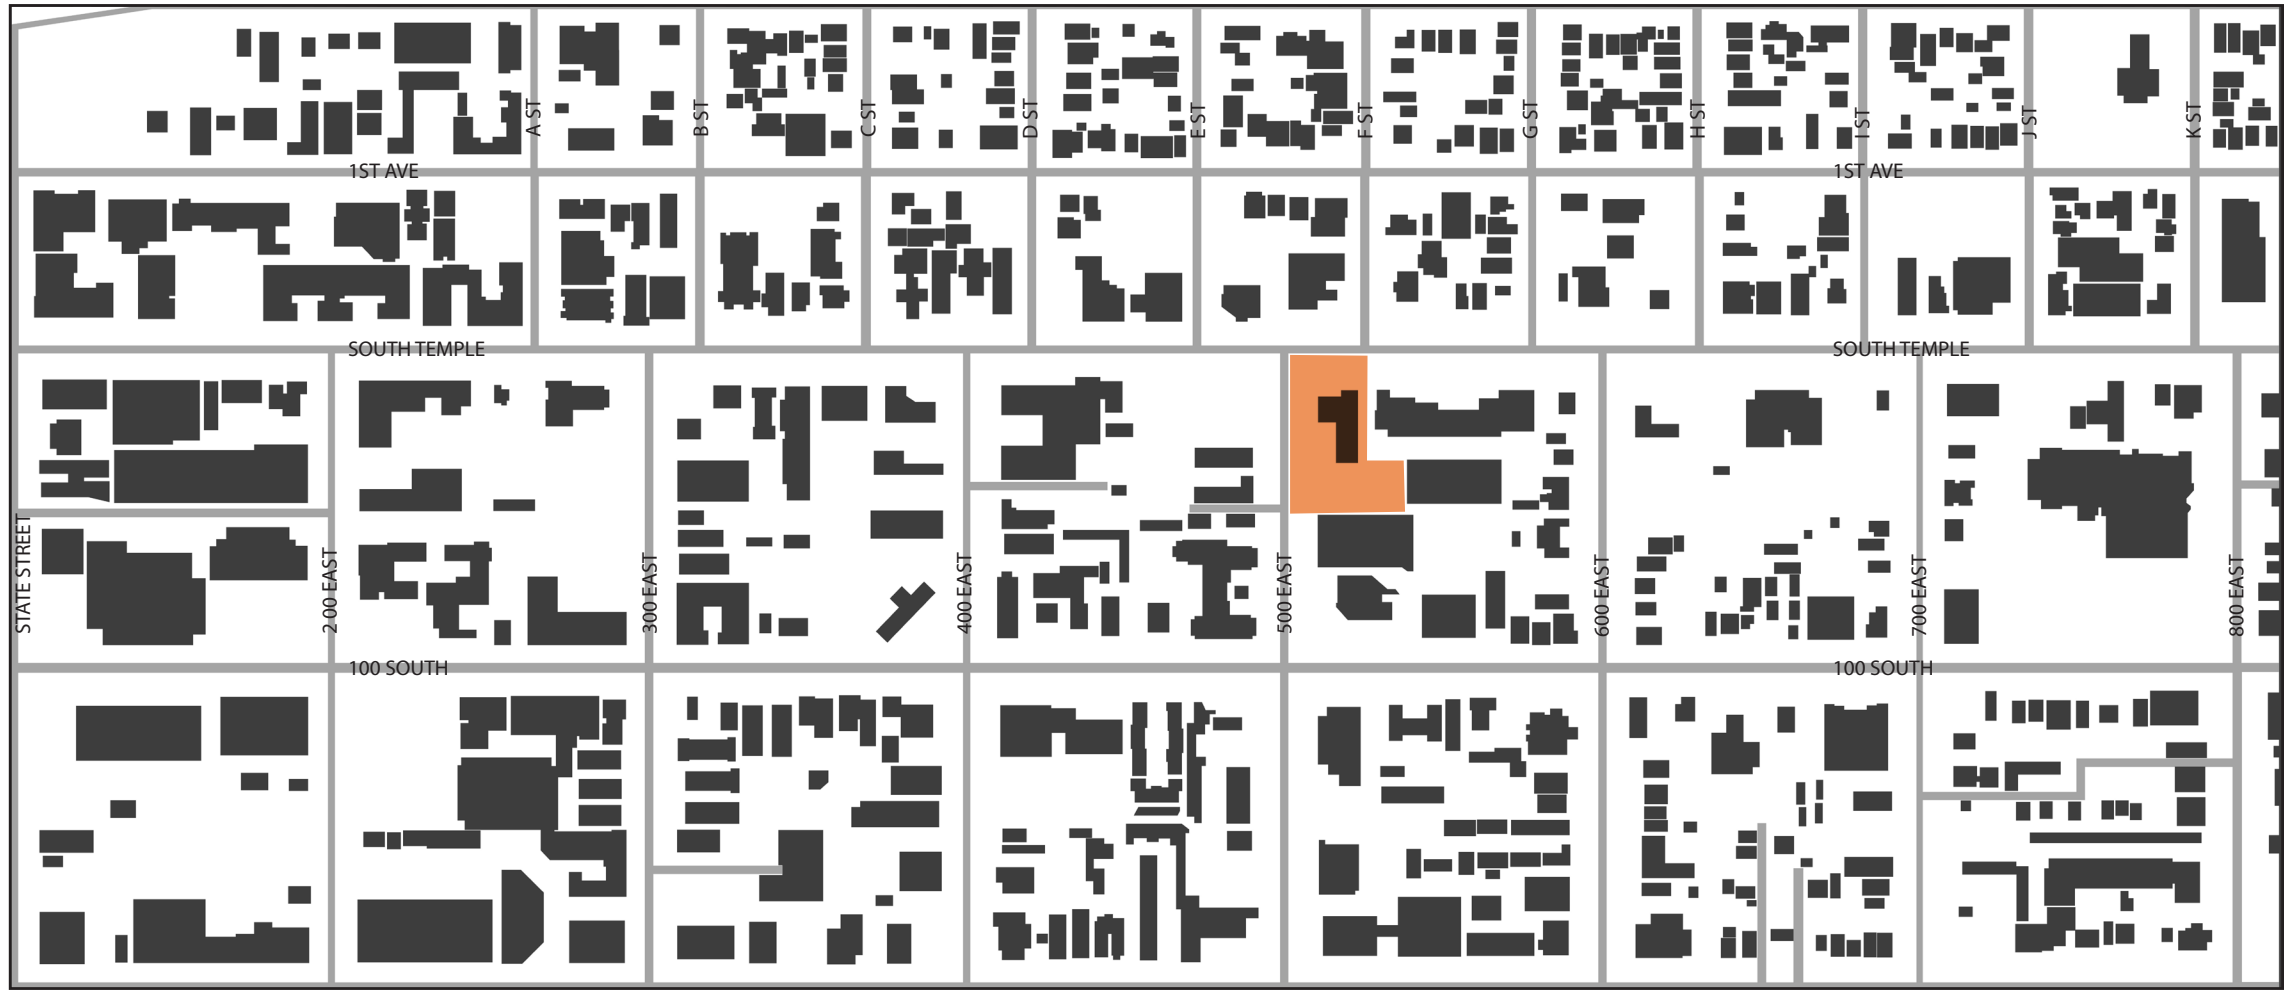 A ST
B ST
C ST
D ST
E ST
F ST
G ST
H ST
I ST
J ST
K ST
1ST AVE
1ST AVE
SOUTH TEMPLE
SOUTH TEMPLE
STATE STREET
2 00 EAST
300 EAST
400 EAST
500 EAST
600 EAST
700 EAST
800 EAST
100 SOUTH
100 SOUTH